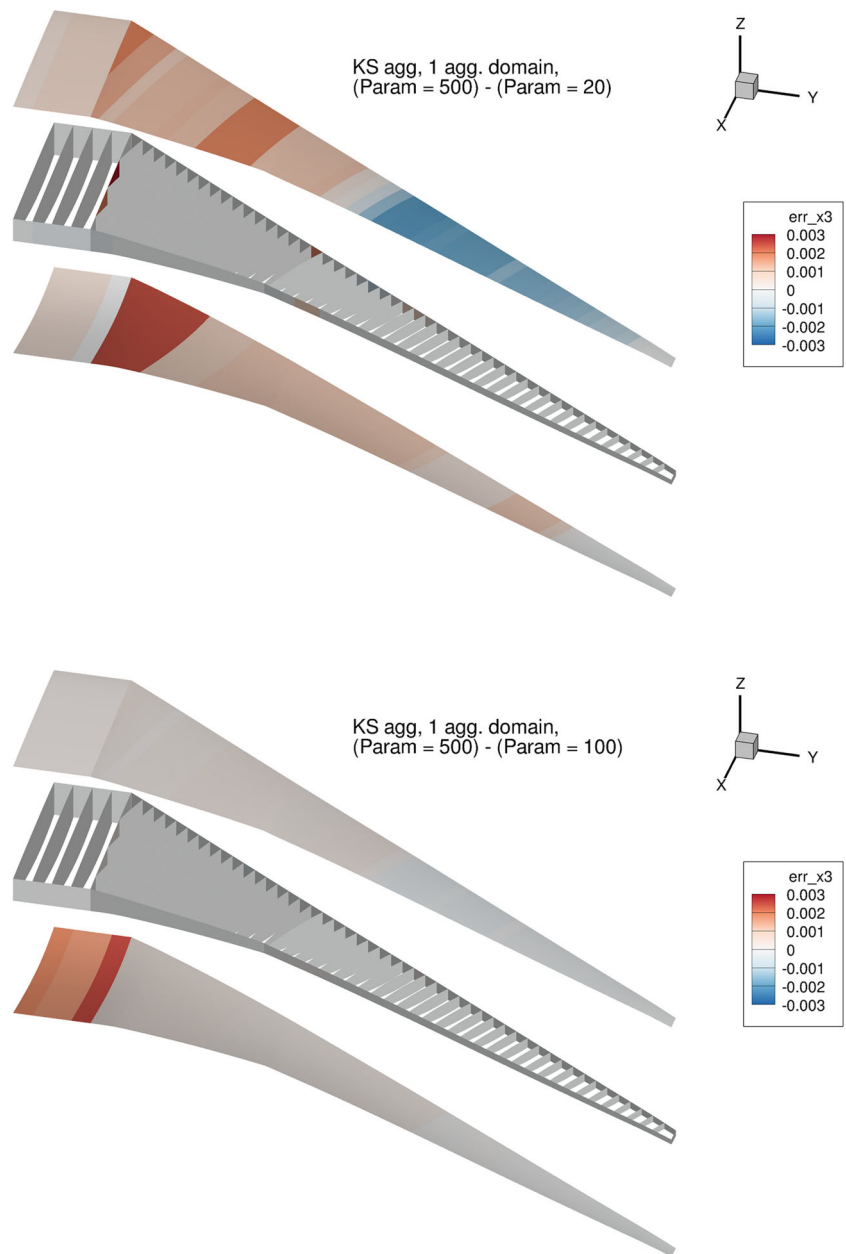 KS agg, 1 agg. domain,
(Param = 500) - (Param = 20)
Z
Y
X
err_x3
0.003
0.002
0.001
0
-0.001
-0.002
-0.003
KS agg, 1 agg. domain,
(Param = 500) - (Param = 100)
Z
Y
X
err_x3
0.003
0.002
0.001
0
-0.001
-0.002
-0.003